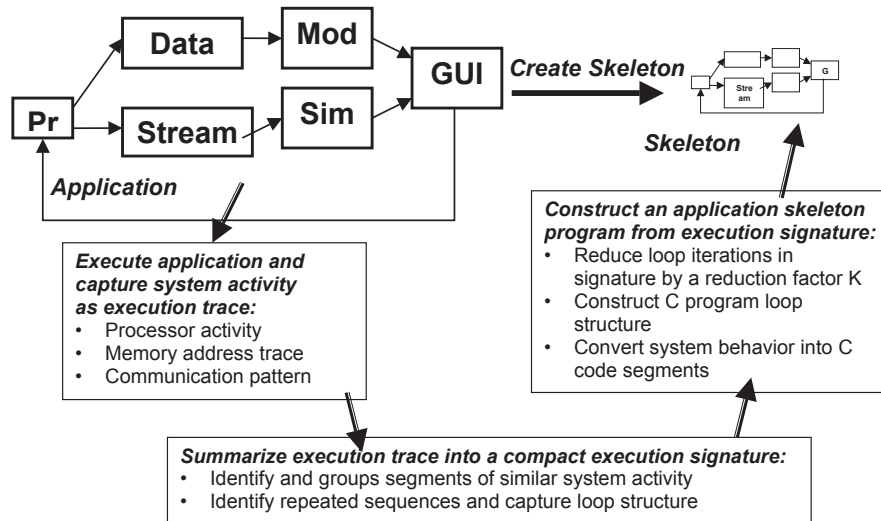 Data
Mod
GUI
Pr
Stream
Sim
Application
Create Skeleton
Stre
am
G
Skeleton
Execute application and
capture system activity
as execution trace:
• Processor activity
• Memory address trace
• Communication pattern
Summarize execution trace into a compact execution signature:
• Identify and groups segments of similar system activity
• Identify repeated sequences and capture loop structure
Construct an application skeleton
program from execution signature:
• Reduce loop iterations in
signature by a reduction factor K
• Construct C program loop
structure
• Convert system behavior into C
code segments